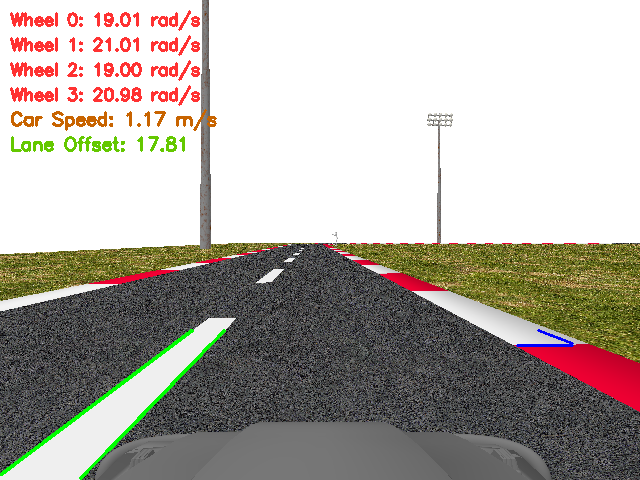 Wheel 0: 19.01 rad/s
Wheel 1: 21.01 rad/s
Wheel 2: 19.00 rad/s
Wheel 3: 20.98 rad/s
Car Speed: 1.17 m/s
Lane Offset: 17.81